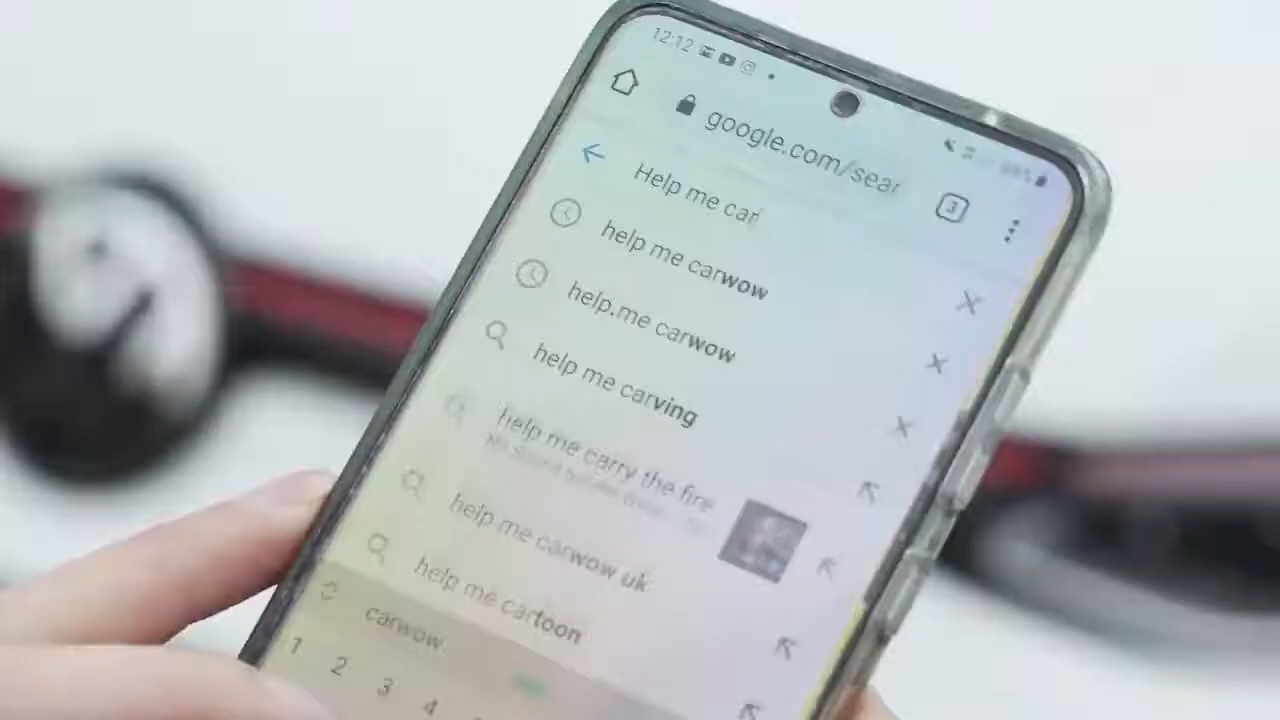 12:12
google.com/sear
3
Help me car
help me carwow
help.me carwow
help me carving
help me carry the fire
help me carwow uk
help me cartoon
carwow
1 2 3 4